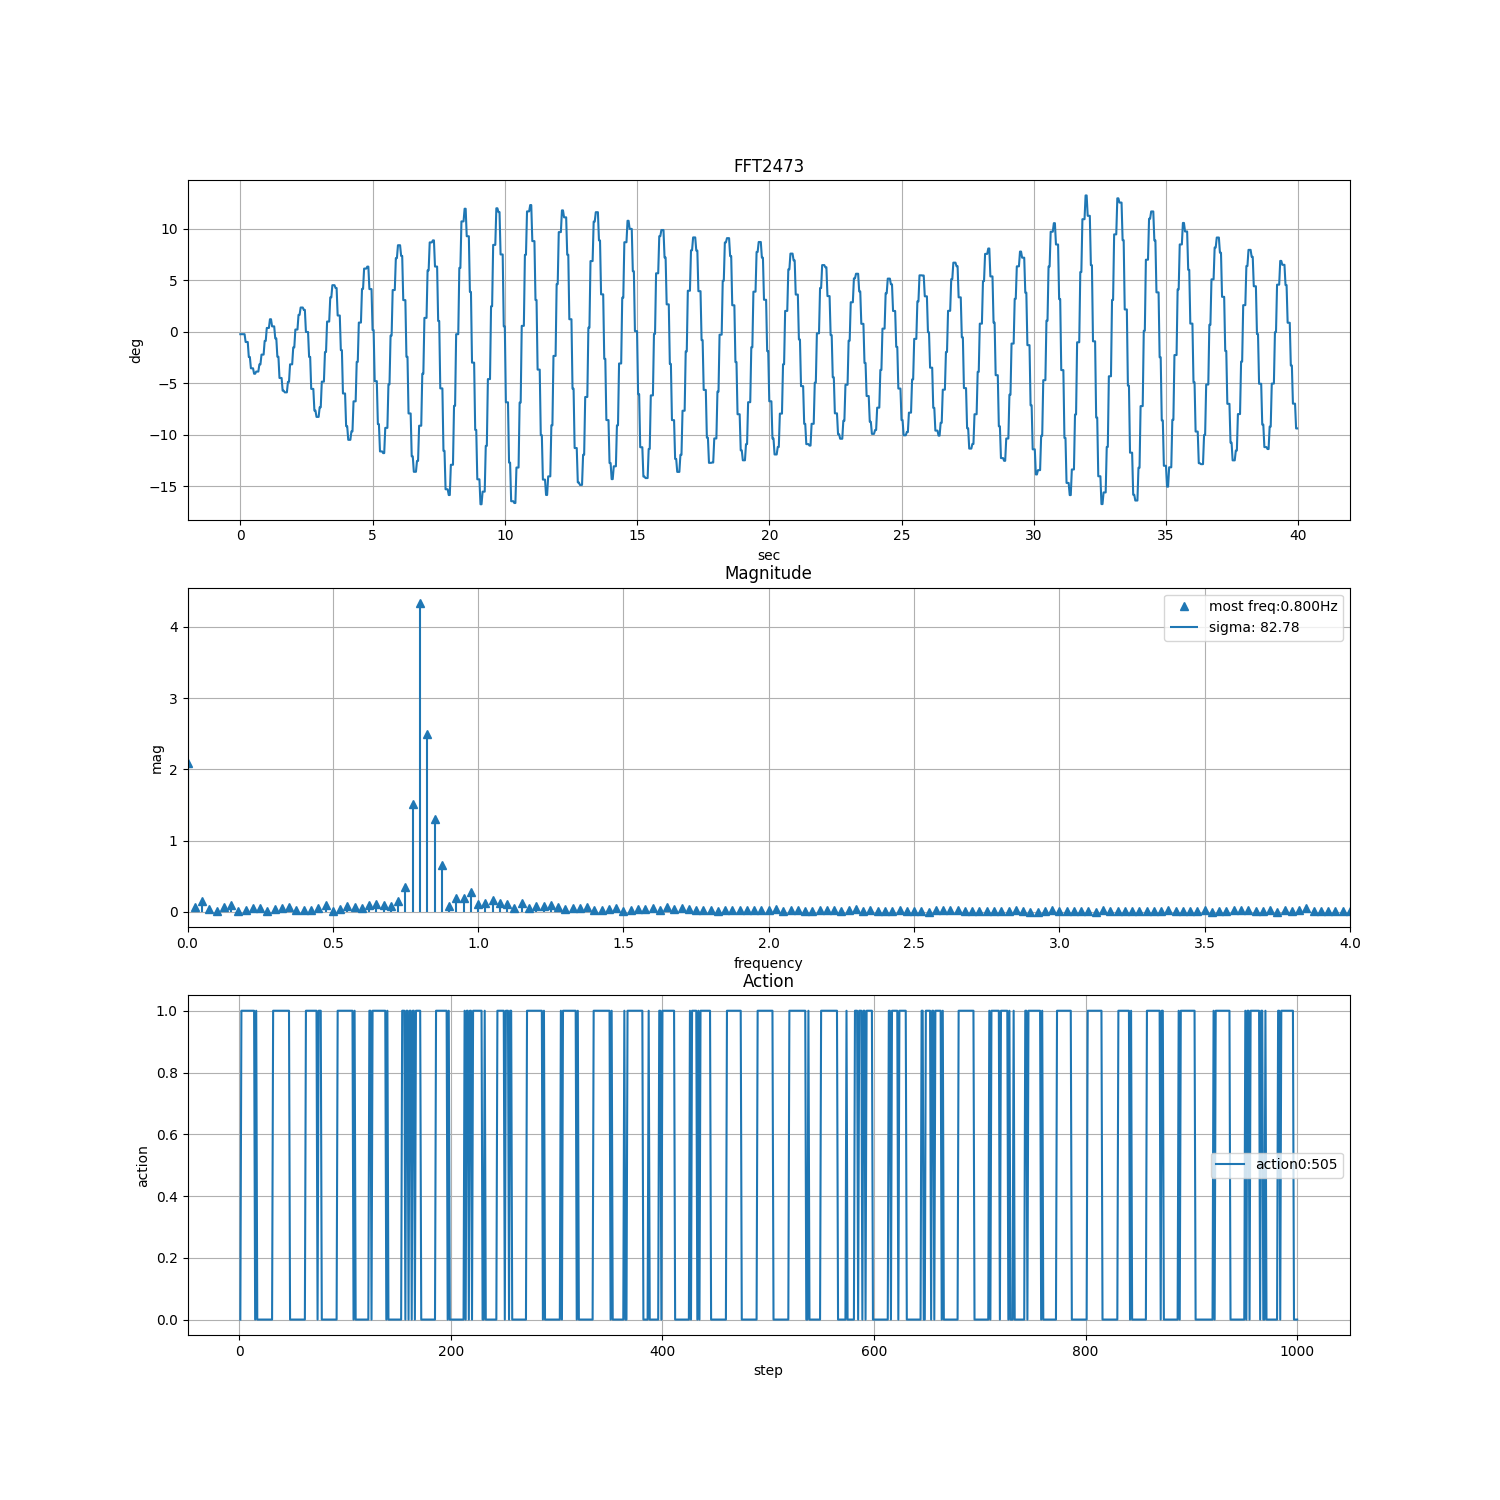 FFT2473
10
5
0
−5
−10
−15
deg
0 5 10 15 20 25 30 35 40
sec
Magnitude
most freq:0.800Hz
sigma: 82.78
4
3
2
1
0
mag
0.0 0.5 1.0 1.5 2.0 2.5 3.0 3.5 4.0
frequency
Action
1.0
0.8
0.6
0.4
0.2
0.0
action
action0:505
0 200 400 600 800 1000
step